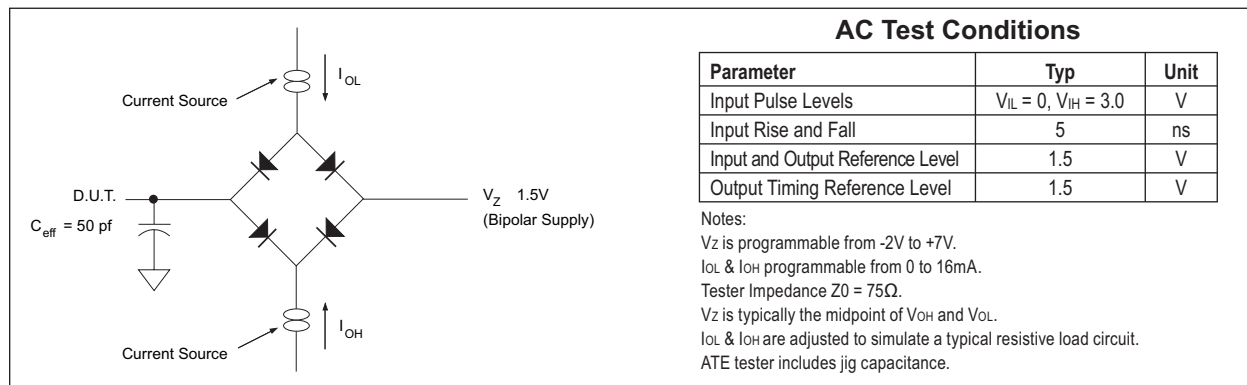 I OL
Current Source
D.U.T.
C eff = 50 pf
V Z 1.5V
(Bipolar Supply)
I OH
Current Source
AC Test Conditions
Parameter Typ Unit
Input Pulse Levels VIL = 0, VIH = 3.0 V
Input Rise and Fall 5 ns
Input and Output Reference Level 1.5 V
Output Timing Reference Level 1.5 V
Notes:
VZ is programmable from -2V to +7V.
IOL & IOH programmable from 0 to 16mA.
Tester Impedance Z0 = 75Ω.
VZ is typically the midpoint of VOH and VOL.
IOL & IOH are adjusted to simulate a typical resistive load circuit.
ATE tester includes jig capacitance.